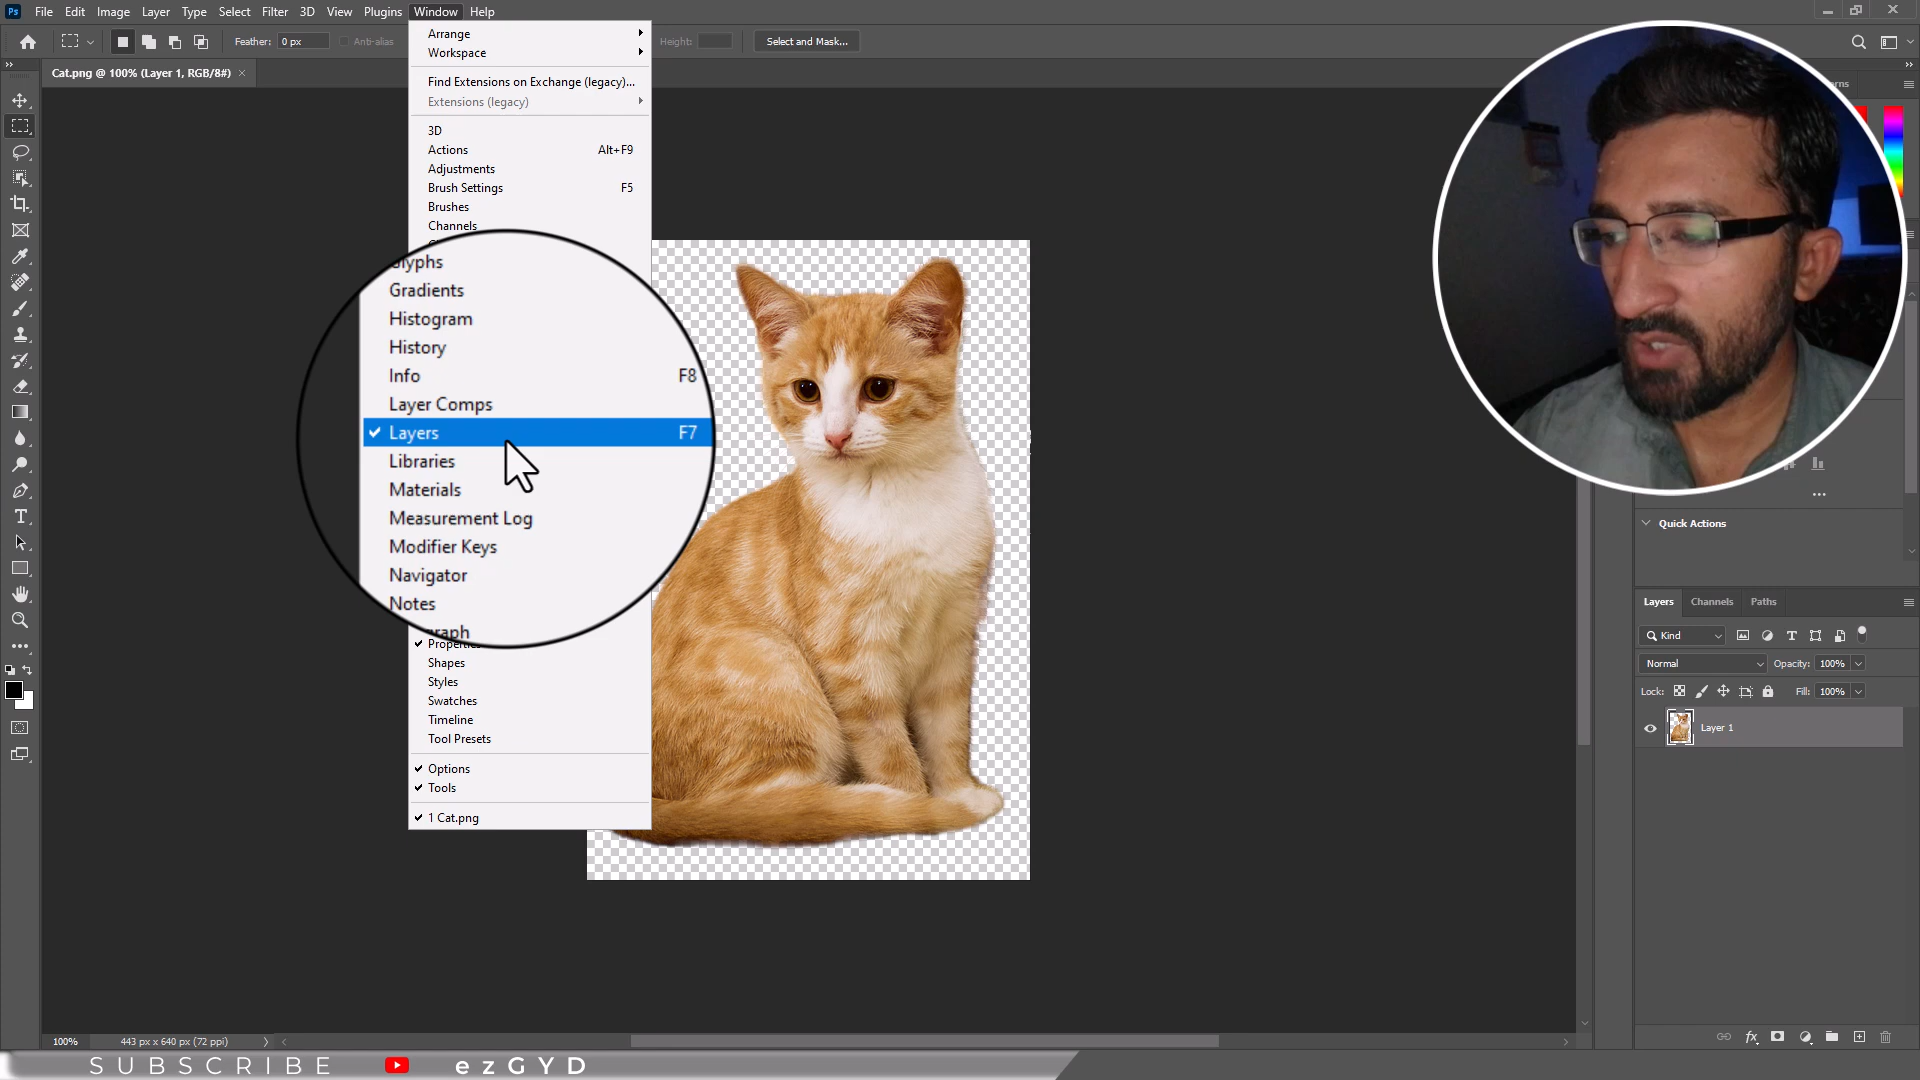 Ps File Edit Image Layer Type Select Filter 3D View Plugins Window Help
Feather: 0 px Anti-alias Height: Select and Mask...
Cat.png @ 100% (Layer 1, RGB/8#) ×
Arrange
Workspace
Find Extensions on Exchange (legacy)...
Extensions (legacy)
3D
Actions Alt+F9
Adjustments
Brush Settings F5
Brushes
Channels
Glyphs
Gradients
Histogram
History
Info F8
Layer Comps
Layers F7
Libraries
Materials
Measurement Log
Modifier Keys
Navigator
Notes
Properties
Shapes
Styles
Swatches
Timeline
Tool Presets
Options
Tools
1 Cat.png
Quick Actions
Layers Channels Paths
Kind
Normal Opacity: 100%
Lock: Fill: 100%
Layer 1
fx
100% 443 px x 640 px (72 ppi)
SUBSCRIBE ezGYD